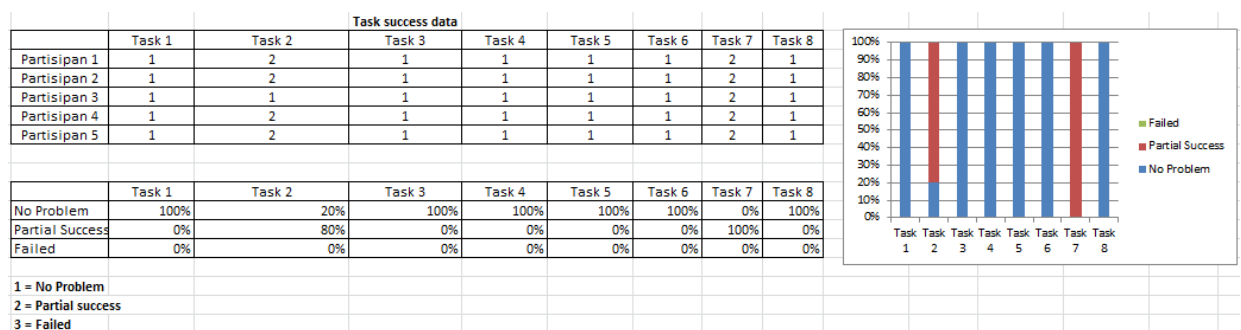 Task success data
Task 1 Task 2 Task 3 Task 4 Task 5 Task 6 Task 7 Task 8
Partisipan 1 1 2 1 1 1 1 2 1
Partisipan 2 1 2 1 1 1 1 2 1
Partisipan 3 1 1 1 1 1 1 2 1
Partisipan 4 1 2 1 1 1 1 2 1
Partisipan 5 1 2 1 1 1 1 2 1
Task 1 Task 2 Task 3 Task 4 Task 5 Task 6 Task 7 Task 8
No Problem 100% 20% 100% 100% 100% 100% 0% 100%
Partial Success 0% 80% 0% 0% 0% 0% 100% 0%
Failed 0% 0% 0% 0% 0% 0% 0% 0%
1 = No Problem
2 = Partial success
3 = Failed
100%
90%
80%
70%
60%
50%
40%
30%
20%
10%
0%
Task Task Task Task Task Task Task Task
1 2 3 4 5 6 7 8
Failed
Partial Success
No Problem